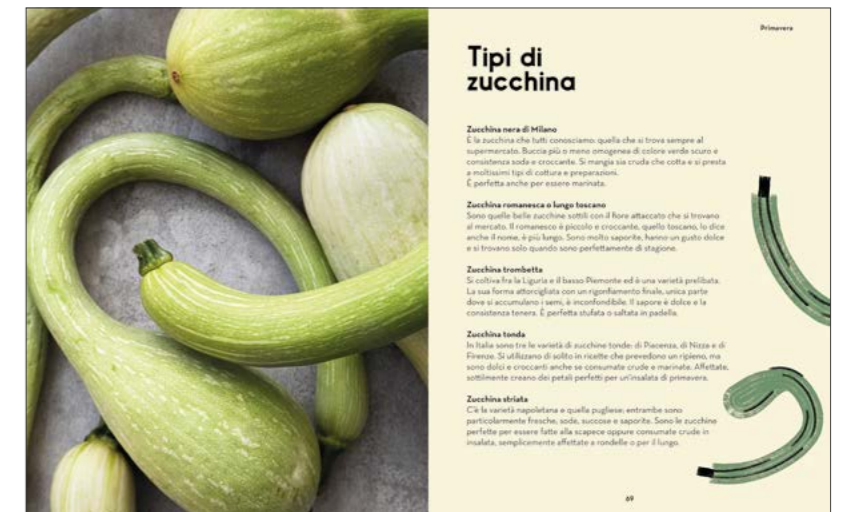 Primavera
Tipi di
zucchina
Zucchina nera di Milano
È la zucchina che tutti conosciamo: quella che si trova sempre al
supermercato. Buccia più o meno omogenea di colore verde scuro e
consistenza soda e croccante. Si mangia sia cruda che cotta e si presta
a moltissimi tipi di cottura e preparazioni.
È perfetta anche per essere marinata.
Zucchina romanesca o lungo toscano
Sono quelle belle zucchine sottili con il fiore attaccato che si trovano
al mercato. Il romanesco è piccolo e croccante, quello toscano, lo dice
anche il nome, è più lungo. Sono molto saporite, hanno un gusto dolce
e si trovano solo quando sono perfettamente di stagione.
Zucchina trombetta
Si coltiva fra la Liguria e il basso Piemonte ed è una varietà prelibata.
La sua forma attorcigliata con un rigonfiamento finale, unica parte
dove si accumulano i semi, è inconfondibile. Il sapore è dolce e la
consistenza tenera. È perfetta stufata o saltata in padella.
Zucchina tonda
In Italia sono tre le varietà di zucchine tonde: di Piacenza, di Nizza e di
Firenze. Si utilizzano di solito in ricette che prevedono un ripieno, ma
sono dolci e croccanti anche se consumate crude e marinate. Affettate,
sottilmente creano dei petali perfetti per un'insalata di primavera.
Zucchina striata
C'è la varietà napoletana e quella pugliese: entrambe sono
particolarmente fresche, sode, succose e saporite. Sono le zucchine
perfette per essere fatte alla scapece oppure consumate crude in
insalata, semplicemente affettate a rondelle o per il lungo.
69